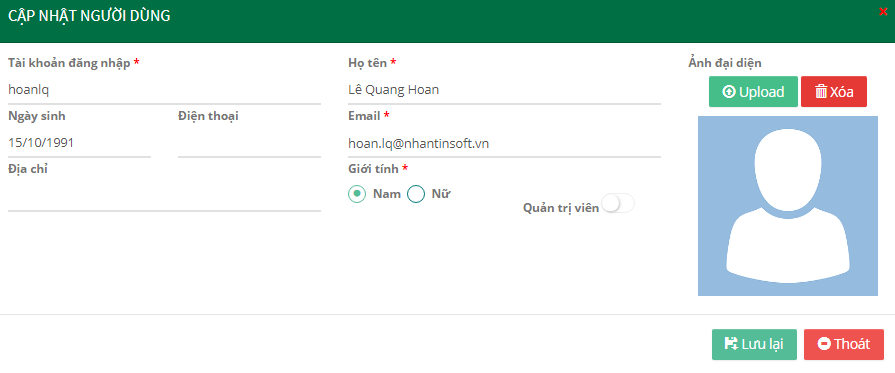 CẬP NHẬT NGƯỜI DÙNG
Tài khoản đăng nhập * Họ tên * Ảnh đại diện
hoanlq Lê Quang Hoan Upload Xóa
Ngày sinh Điện thoại Email *
15/10/1991 hoan.lq@nhantinsoft.vn
Địa chỉ Giới tính *
Nam Nữ
Quản trị viên
Lưu lại Thoát